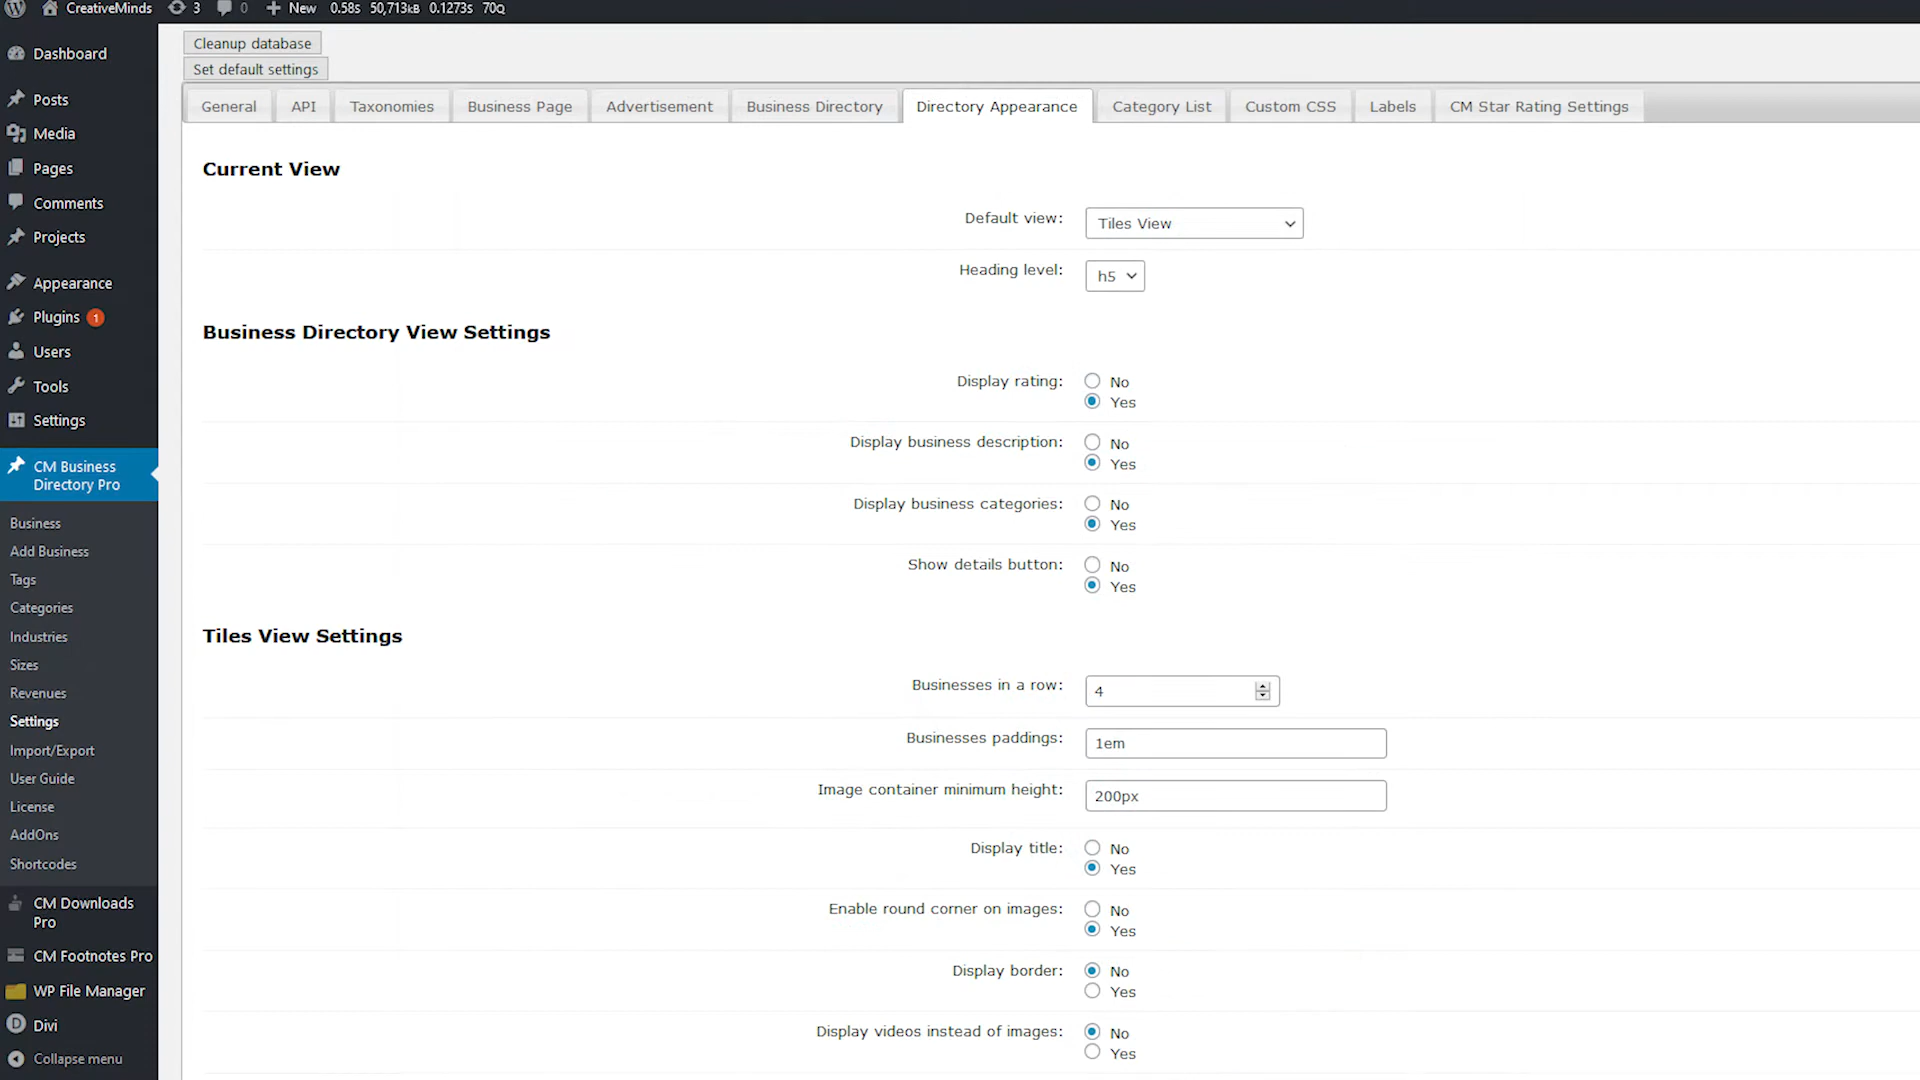 CreativeMinds 3 0 New 0.58s 50,713kB 0.1273s 70Q
Dashboard
Posts
Media
Pages
Comments
Projects
Appearance
Plugins 1
Users
Tools
Settings
CM Business
Directory Pro
Business
Add Business
Tags
Categories
Industries
Sizes
Revenues
Settings
Import/Export
User Guide
License
AddOns
Shortcodes
CM Downloads
Pro
CM Footnotes Pro
WP File Manager
Divi
Collapse menu
Cleanup database
Set default settings
General API Taxonomies Business Page Advertisement Business Directory Directory Appearance Category List Custom CSS Labels CM Star Rating Settings
Current View
Default view: Tiles View
Heading level: h5
Business Directory View Settings
Display rating: No
Yes
Display business description: No
Yes
Display business categories: No
Yes
Show details button: No
Yes
Tiles View Settings
Businesses in a row: 4
Businesses paddings: 1em
Image container minimum height: 200px
Display title: No
Yes
Enable round corner on images: No
Yes
Display border: No
Yes
Display videos instead of images: No
Yes